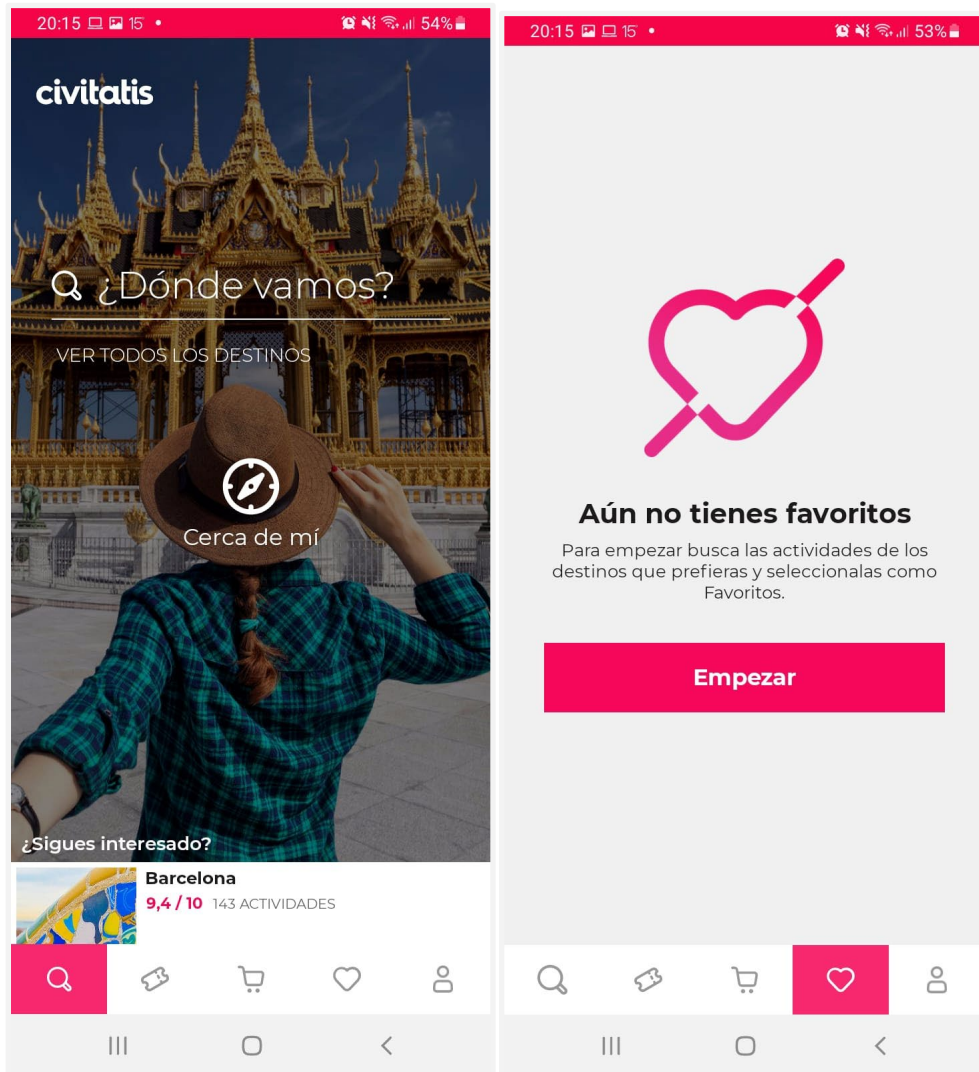 20:15 15° 54%
civitatis
¿Dónde vamos?
VER TODOS LOS DESTINOS
Cerca de mí
¿Sigues interesado?
Barcelona
9,4 / 10 143 ACTIVIDADES
20:15 15° 53%
Aún no tienes favoritos
Para empezar busca las actividades de los
destinos que prefieras y seleccionalas como
Favoritos.
Empezar